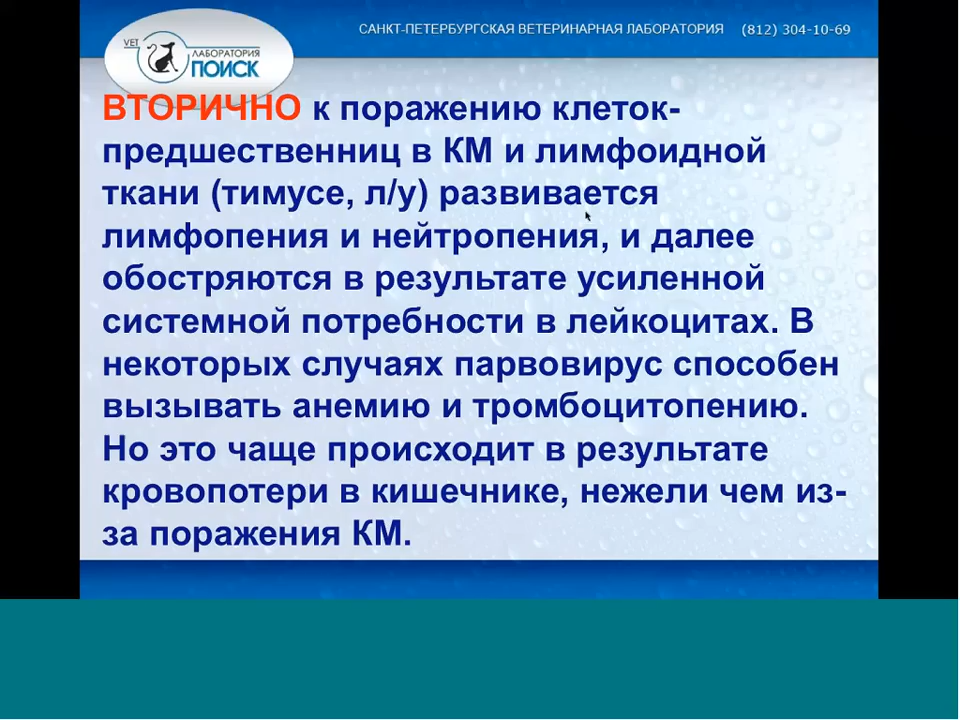 САНКТ-ПЕТЕРБУРГСКАЯ ВЕТЕРИНАРНАЯ ЛАБОРАТОРИЯ (812) 304-10-69
VET
ЛАБОРАТОРИЯ
ПОИСК
ВТОРИЧНО к поражению клеток-
предшественниц в КМ и лимфоидной
ткани (тимусе, л/у) развивается
лимфопения и нейтропения, и далее
обостряются в результате усиленной
системной потребности в лейкоцитах. В
некоторых случаях парвовирус способен
вызывать анемию и тромбоцитопению.
Но это чаще происходит в результате
кровопотери в кишечнике, нежели чем из-
за поражения КМ.